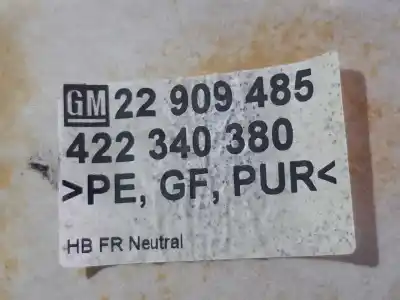 GM 22 909 485
422 340 380
>PE, GF, PUR<
HB FR Neutral